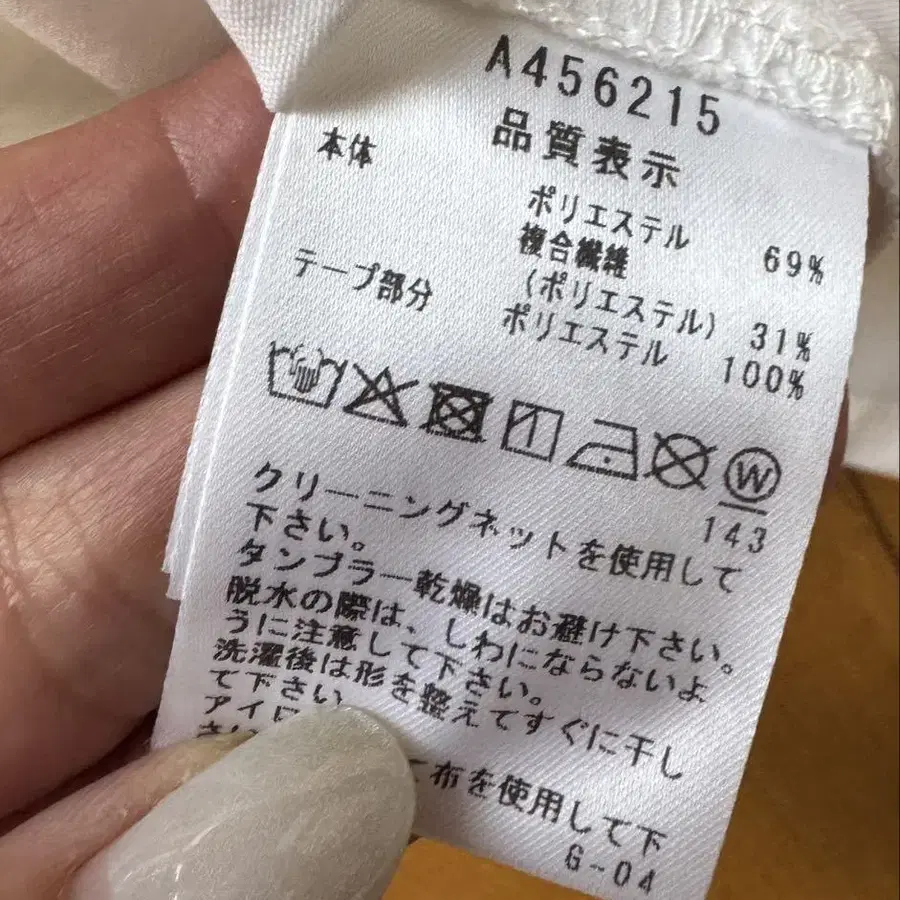 A456215
品質表示
本体
ポリエステル 69%
複合繊維
(ポリエステル) 31%
テープ部分 ポリエステル 100%
W
143
クリーニングネットを使用して
下さい。
タンブラー乾燥はお避け下さい。
脱水の際は、しわにならないよ
うに注意して下さい。
洗濯後は形を整えてすぐに干し
て下さい
アイロ 布を使用して下
さい
G-04